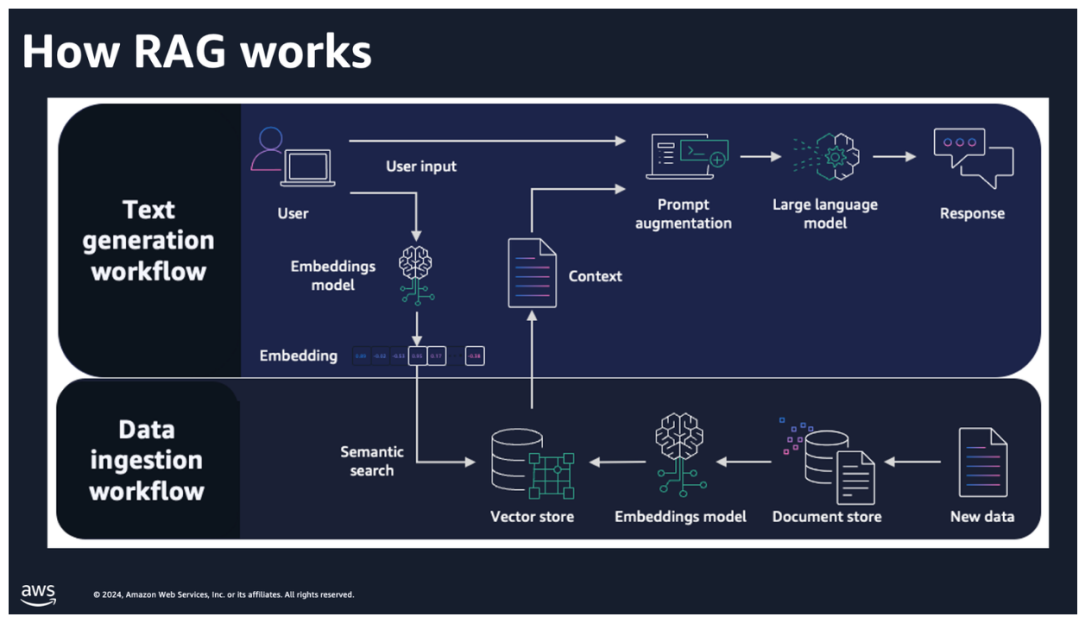 How RAG works
Text
generation
workflow
User input
User
Prompt
augmentation
Large language
model
Response
Embeddings
model
Context
Embedding
Data
ingestion
workflow
Semantic
search
Vector store
Embeddings model
Document store
New data
aws
© 2024, Amazon Web Services, Inc. or its affiliates. All rights reserved.